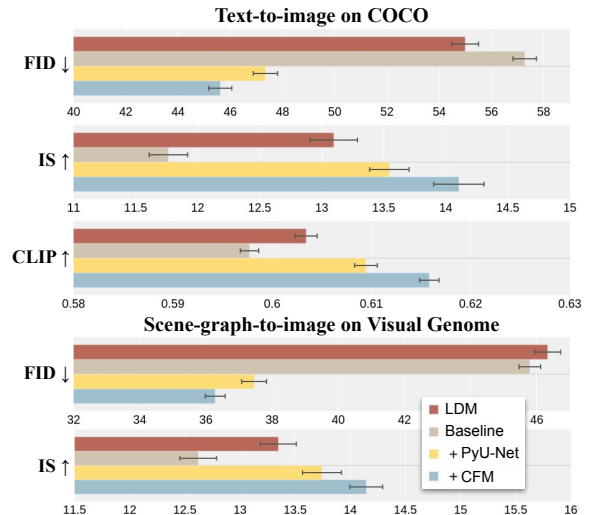 Text-to-image on COCO
FID ↓
40 42 44 46 48 50 52 54 56 58
IS ↑
11 11.5 12 12.5 13 13.5 14 14.5 15
CLIP ↑
0.58 0.59 0.6 0.61 0.62 0.63
Scene-graph-to-image on Visual Genome
FID ↓
32 34 36 38 40 42 46
IS ↑
11.5 12 12.5 13 13.5 14 14.5 15 15.5 16
LDM
Baseline
+ PyU-Net
+ CFM